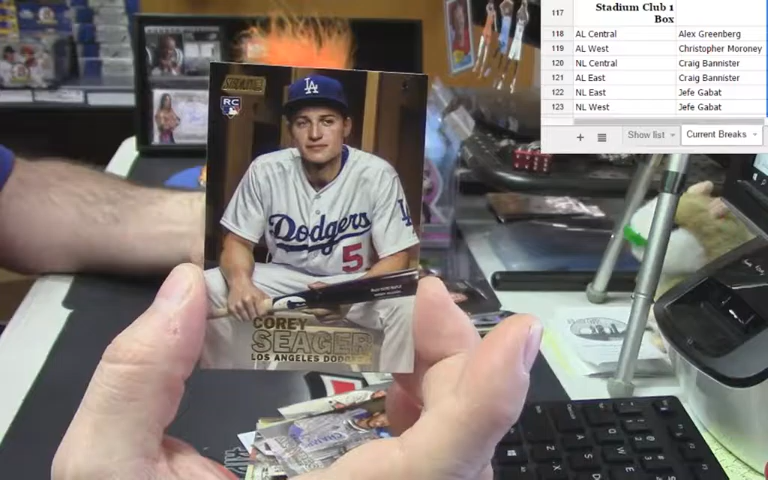 117
Stadium Club 1
Box
118 AL Central Alex Greenberg
119 AL West Christopher Moroney
120 NL Central Craig Bannister
121 AL East Craig Bannister
122 NL East Jefe Gabat
123 NL West Jefe Gabat
+ Show list Current Breaks
RC
LA
Dodgers
5
COREY
SEAGER
LOS ANGELES DODGERS